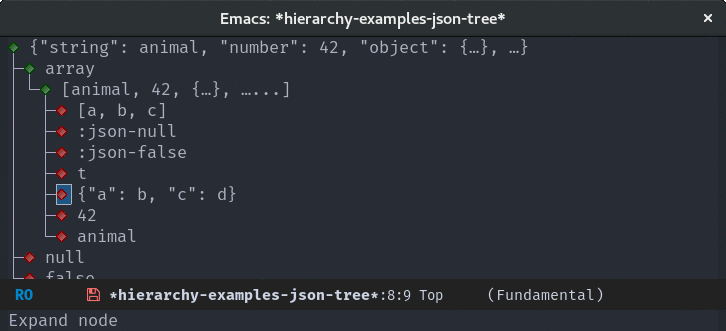 Emacs: *hierarchy-examples-json-tree* ×
{"string": animal, "number": 42, "object": {…}, …}
array
[animal, 42, {…}, …...]
[a, b, c]
:json-null
:json-false
t
{"a": b, "c": d}
42
animal
null
false
RO *hierarchy-examples-json-tree*:8:9 Top (Fundamental)
Expand node